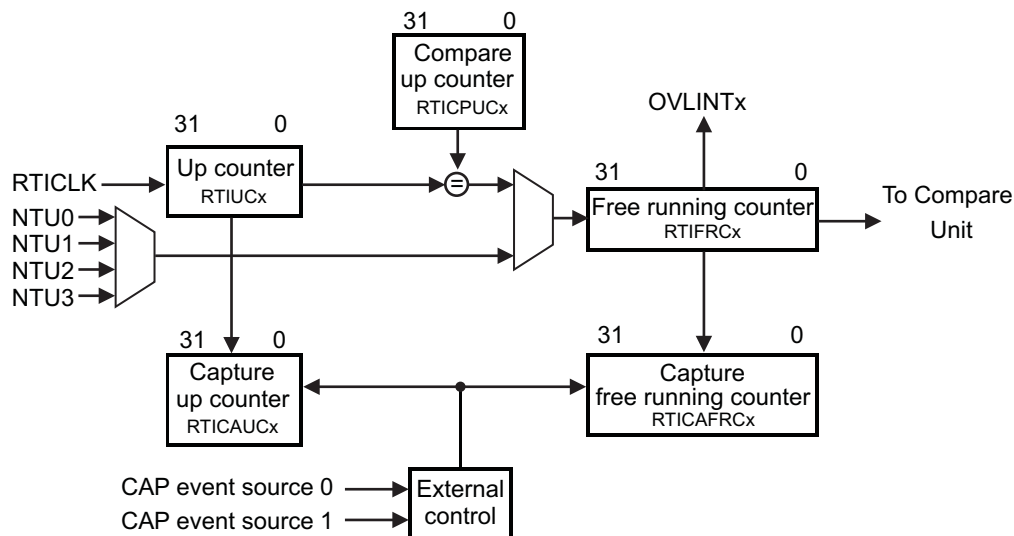 31 0
Compare
up counter
RTICPUCx
OVLINTx
31 0
Up counter
RTIUCx
RTICLK
=
31 0
Free running counter
RTIFRCx
To Compare
Unit
NTU0
NTU1
NTU2
NTU3
31 0
Capture
up counter
RTICAUCx
31 0
Capture
free running counter
RTICAFRCx
CAP event source 0
CAP event source 1
External
control